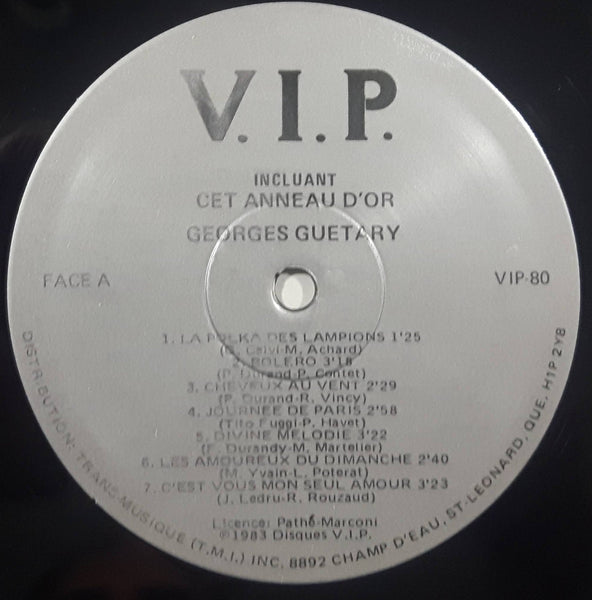 V.I.P.
INCLUANT
CET ANNEAU D'OR
GEORGES GUETARY
FACE A
VIP-80
1. LA POLKA DES LAMPIONS 1'25
(G. Calvi-M. Achard)
2. BOLERO 3'18
(P. Durand-P. Contet)
3. CHEVEUX AU VENT 2'29
(P. Durand-R. Vincy)
4. JOURNEE DE PARIS 2'58
(Tito Fuggi-P. Havet)
5. DIVINE MELODIE 3'22
(F. Durandy-M. Martelier)
6. LES AMOUREUX DU DIMANCHE 2'40
(M. Yvain-L. Poterat)
7. C'EST VOUS MON SEUL AMOUR 3'23
(J. Ledru-R. Rouzaud)
Licence: Pathé-Marconi
©1983 Disques V.I.P.
DISTRIBUTION: TRANS-MUSIQUE (T.M.I.) INC, 8892 CHAMP D'EAU, ST-LEONARD, QUE, H1P 2Y8